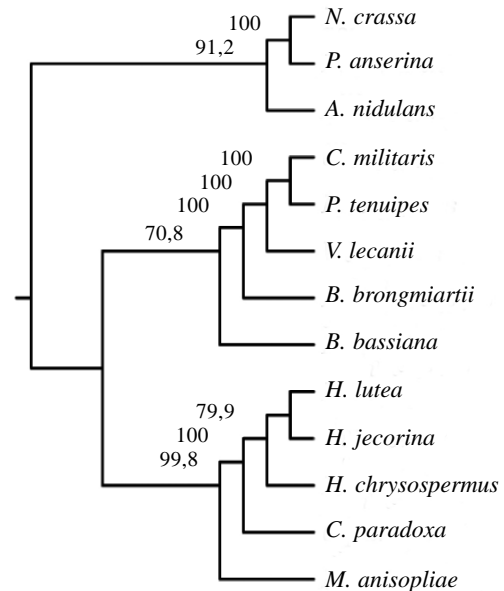 100
N. crassa
91,2
P. anserina
A. nidulans
100
C. militaris
100
100
P. tenuipes
70,8
V. lecanii
B. brongmiartii
B. bassiana
H. lutea
79,9
100
H. jecorina
99,8
H. chrysospermus
C. paradoxa
M. anisopliae